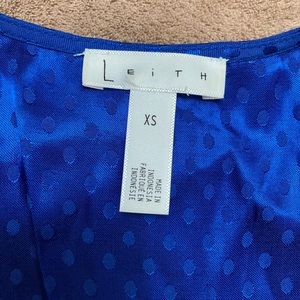 LEiTH
XS
MADE IN
INDONESIA
FABRIQUÉ EN
INDONÉSIE